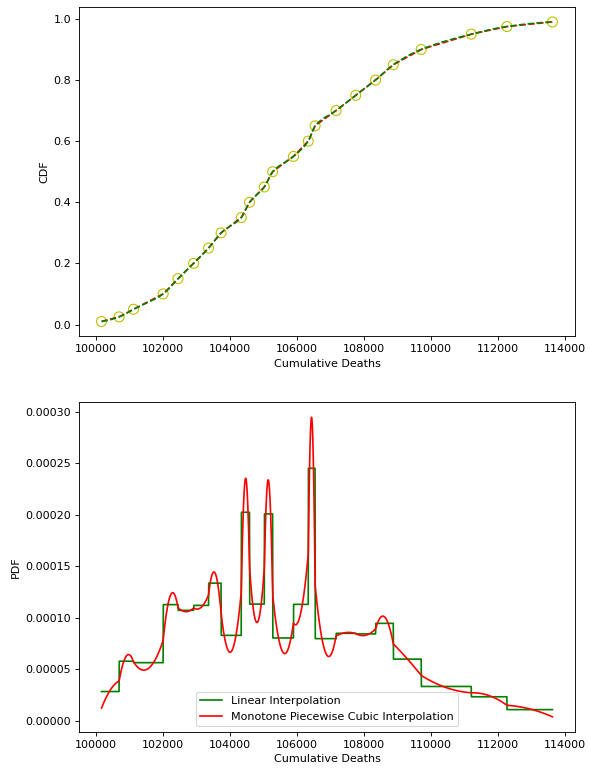 1.0
0.8
0.6
0.4
0.2
0.0
CDF
100000 102000 104000 106000 108000 110000 112000 114000
Cumulative Deaths
0.00030
0.00025
0.00020
0.00015
0.00010
0.00005
0.00000
PDF
Linear Interpolation
Monotone Piecewise Cubic Interpolation
100000 102000 104000 106000 108000 110000 112000 114000
Cumulative Deaths